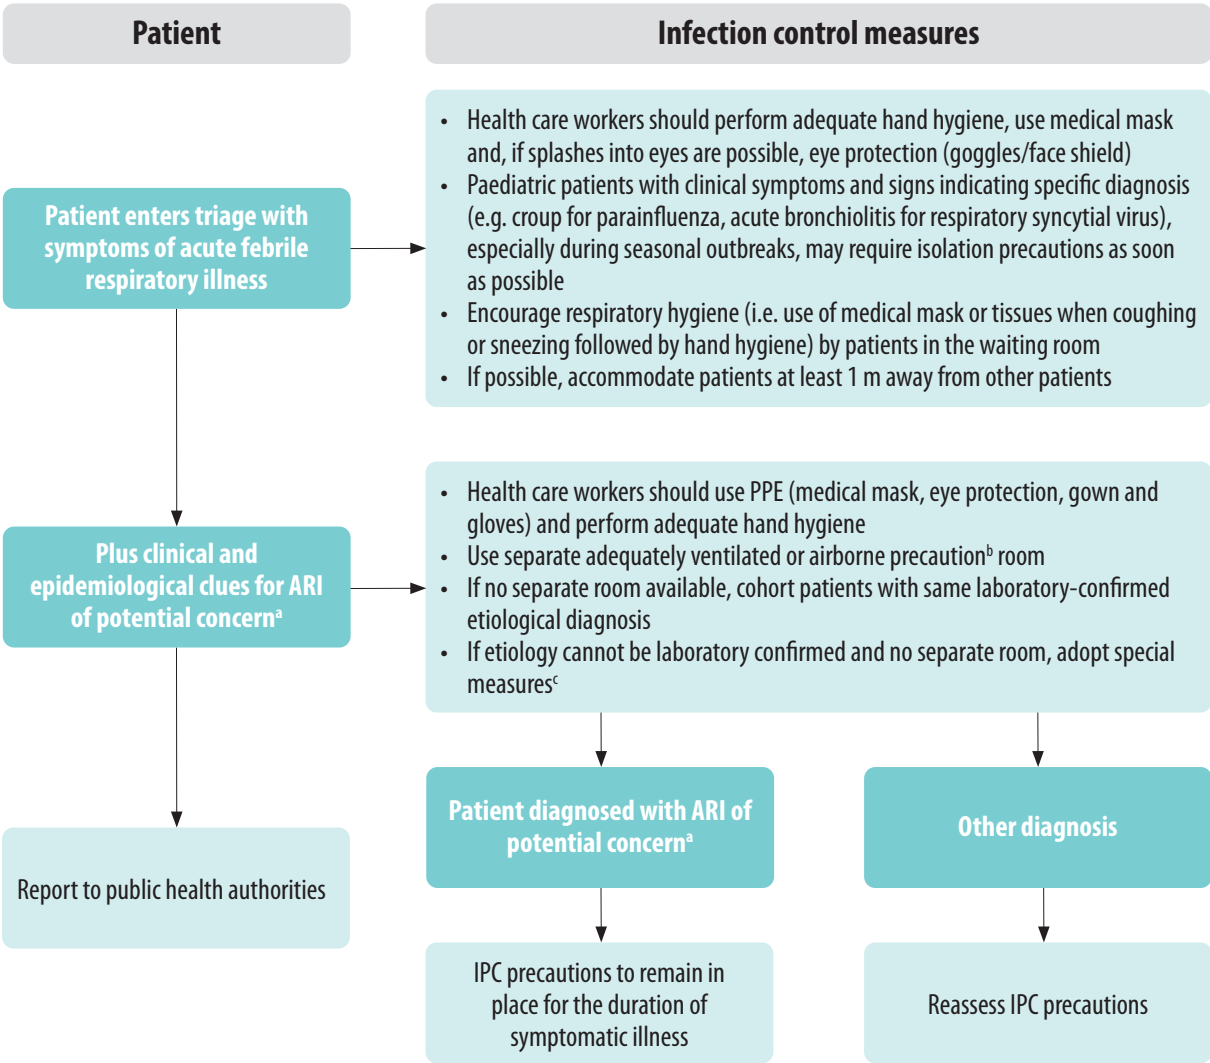 Patient
Infection control measures
Patient enters triage with
symptoms of acute febrile
respiratory illness
• Health care workers should perform adequate hand hygiene, use medical mask
and, if splashes into eyes are possible, eye protection (goggles/face shield)
• Paediatric patients with clinical symptoms and signs indicating specific diagnosis
(e.g. croup for parainfluenza, acute bronchiolitis for respiratory syncytial virus),
especially during seasonal outbreaks, may require isolation precautions as soon
as possible
• Encourage respiratory hygiene (i.e. use of medical mask or tissues when coughing
or sneezing followed by hand hygiene) by patients in the waiting room
• If possible, accommodate patients at least 1 m away from other patients
Plus clinical and
epidemiological clues for ARI
of potential concernᵃ
• Health care workers should use PPE (medical mask, eye protection, gown and
gloves) and perform adequate hand hygiene
• Use separate adequately ventilated or airborne precautionᵇ room
• If no separate room available, cohort patients with same laboratory-confirmed
etiological diagnosis
• If etiology cannot be laboratory confirmed and no separate room, adopt special
measuresᶜ
Patient diagnosed with ARI of
potential concernᵃ
Other diagnosis
Report to public health authorities
IPC precautions to remain in
place for the duration of
symptomatic illness
Reassess IPC precautions